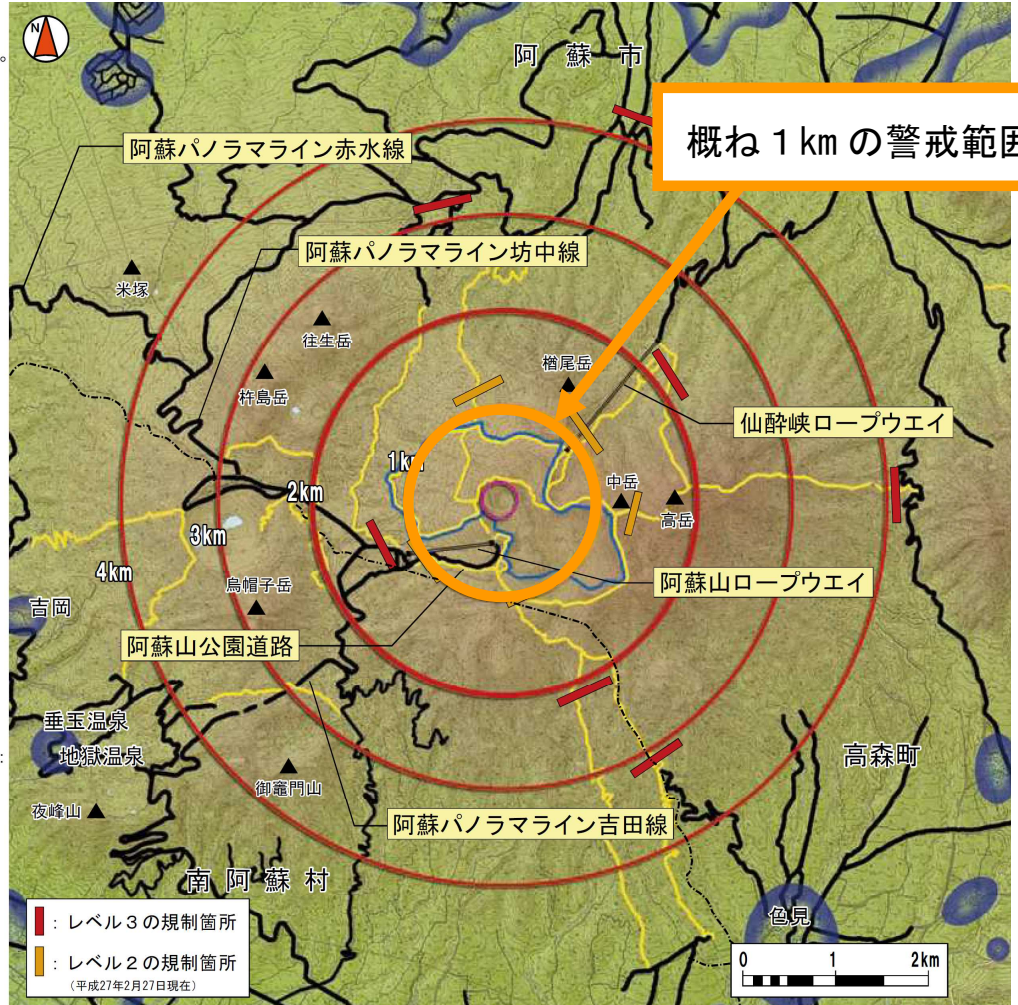 N
。
阿蘇市
概ね1kmの警戒範囲
阿蘇パノラマライン赤水線
阿蘇パノラマライン坊中線
米塚
往生岳
楢尾岳
杵島岳
仙酔峡ロープウエイ
1km
2km
中岳
高岳
3km
4km
阿蘇山ロープウエイ
烏帽子岳
吉岡
阿蘇山公園道路
垂玉温泉
地獄温泉
:
高森町
御竈門山
夜峰山
阿蘇パノラマライン吉田線
南阿蘇村
色見
:レベル3の規制箇所
:レベル2の規制箇所
(平成27年2月27日現在)
0 1 2km